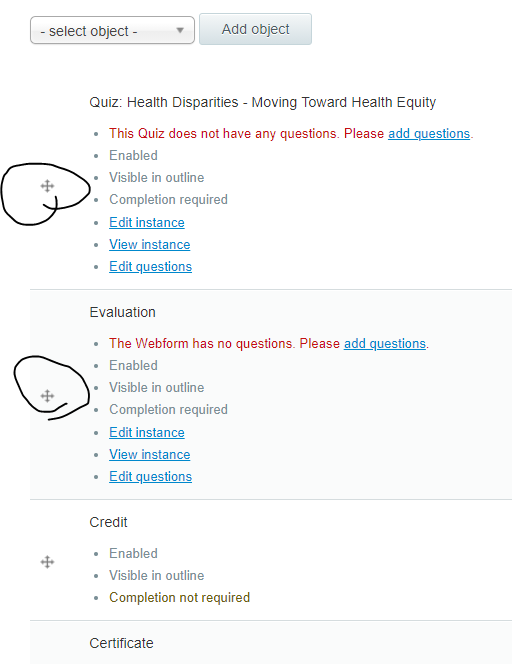 - select object -
Add object
Quiz: Health Disparities - Moving Toward Health Equity
This Quiz does not have any questions. Please add questions.
Enabled
Visible in outline
Completion required
Edit instance
View instance
Edit questions
Evaluation
The Webform has no questions. Please add questions.
Enabled
Visible in outline
Completion required
Edit instance
View instance
Edit questions
Credit
Enabled
Visible in outline
Completion not required
Certificate